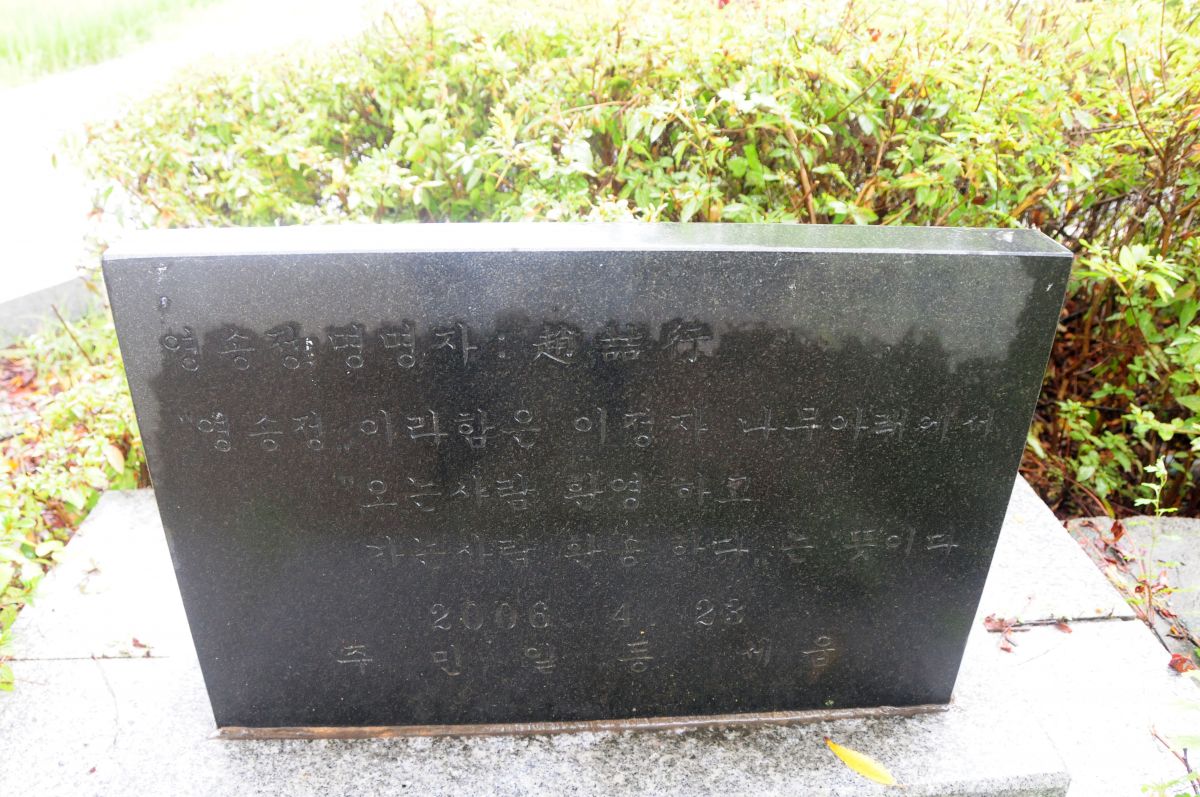 영송정 명명자 : 趙喆行
"영송정„ 이라함은 이정자 나무아래에서
"오는사람 환영 하고
가는사람 환송 하다„ 는 뜻이다
2006 4. 23
주 민 일 동 세 움